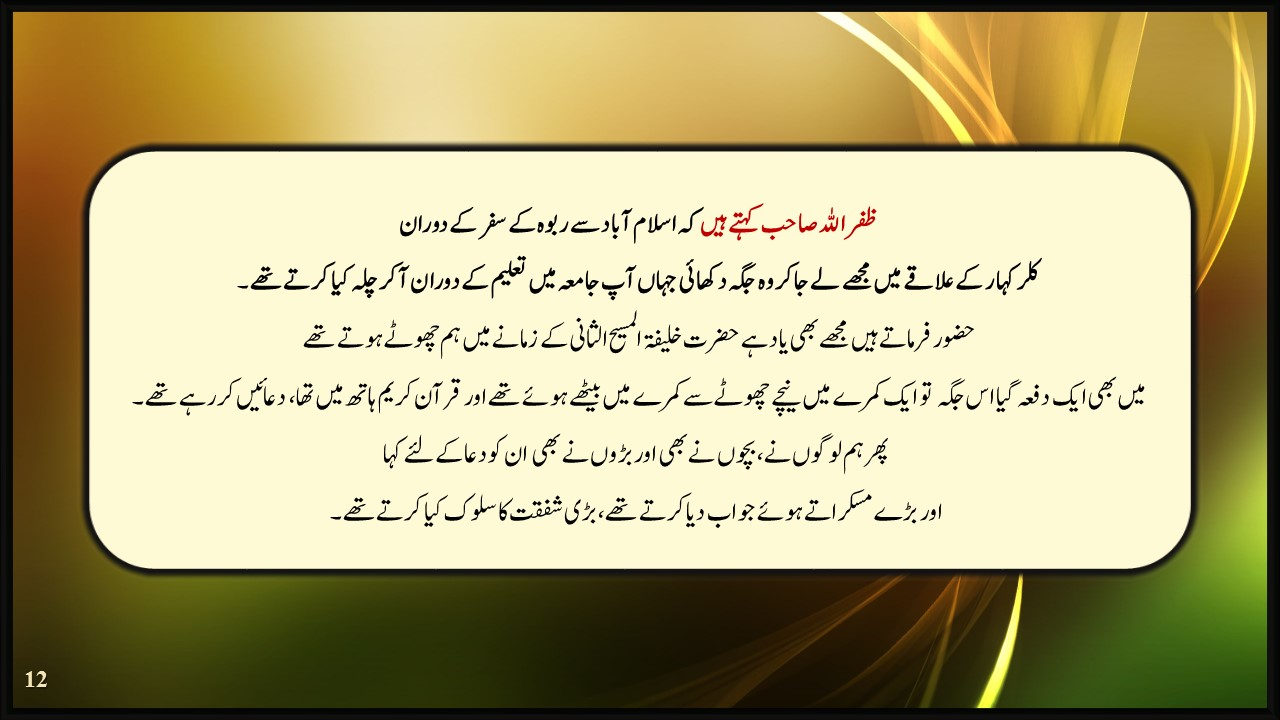 ظفر اللہ صاحب کہتے ہیں کہ اسلام آباد سے ربوہ کے سفر کے دوران
کلر کہار کے علاقے میں مجھے لے جا کر وہ جگہ دکھائی جہاں آپ جامعہ میں تعلیم کے دوران آکر چلہ کیا کرتے تھے۔
حضور فرماتے ہیں مجھے بھی یاد ہے حضرت خلیفۃ المسیح الثانی کے زمانے میں ہم چھوٹے ہوتے تھے
میں بھی ایک دفعہ گیا اس جگہ تو ایک کمرے میں نیچے چھوٹے سے کمرے میں بیٹھے ہوئے تھے اور قرآن کریم ہاتھ میں تھا، دعائیں کر رہے تھے۔
پھر ہم لوگوں نے، بچوں نے بھی اور بڑوں نے بھی ان کو دعا کے لئے کہا
اور بڑے مسکراتے ہوئے جواب دیا کرتے تھے، بڑی شفقت کا سلوک کیا کرتے تھے۔
12